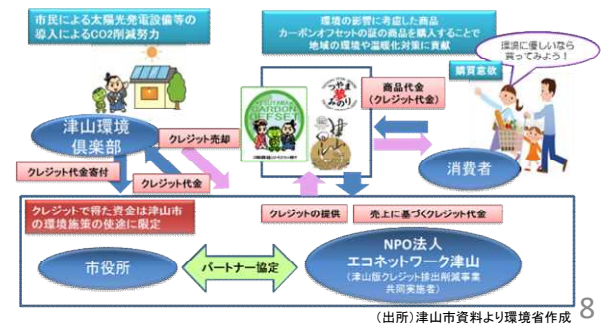 市民による太陽光発電設備等の
導入によるCO2削減努力
環境の影響に考慮した商品
カーボンオフセットの証の商品を購入することで
地域の環境や温暖化対策に貢献
環境に優しいなら
買ってみよう！
購買意欲
つやま
夢
みのり
CARBON
OFFSET
商品代金
（クレジット代金）
津山環境
倶楽部
クレジット売却
消費者
クレジット代金寄付
クレジット代金
クレジットで得た資金は津山市
の環境施策の使途に限定
クレジットの提供
売上に基づくクレジット代金
市役所
パートナー協定
NPO法人
エコネットワーク津山
（津山版クレジット排出削減事業
共同実施者）
（出所）津山市資料より環境省作成
8